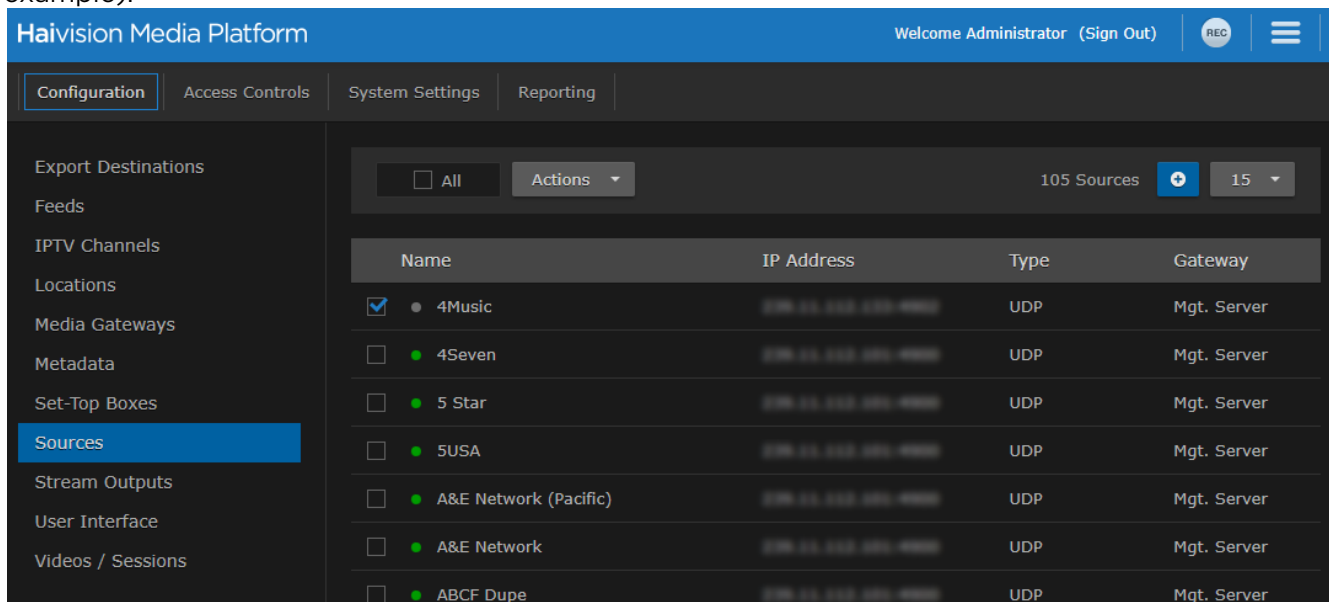 example).
Haivision Media Platform Welcome Administrator (Sign Out) REC
Configuration Access Controls System Settings Reporting
Export Destinations
Feeds
IPTV Channels
Locations
Media Gateways
Metadata
Set-Top Boxes
Sources
Stream Outputs
User Interface
Videos / Sessions
All Actions 105 Sources 15
Name IP Address Type Gateway
4Music UDP Mgt. Server
4Seven UDP Mgt. Server
5 Star UDP Mgt. Server
5USA UDP Mgt. Server
A&E Network (Pacific) UDP Mgt. Server
A&E Network UDP Mgt. Server
ABCF Dupe UDP Mgt. Server